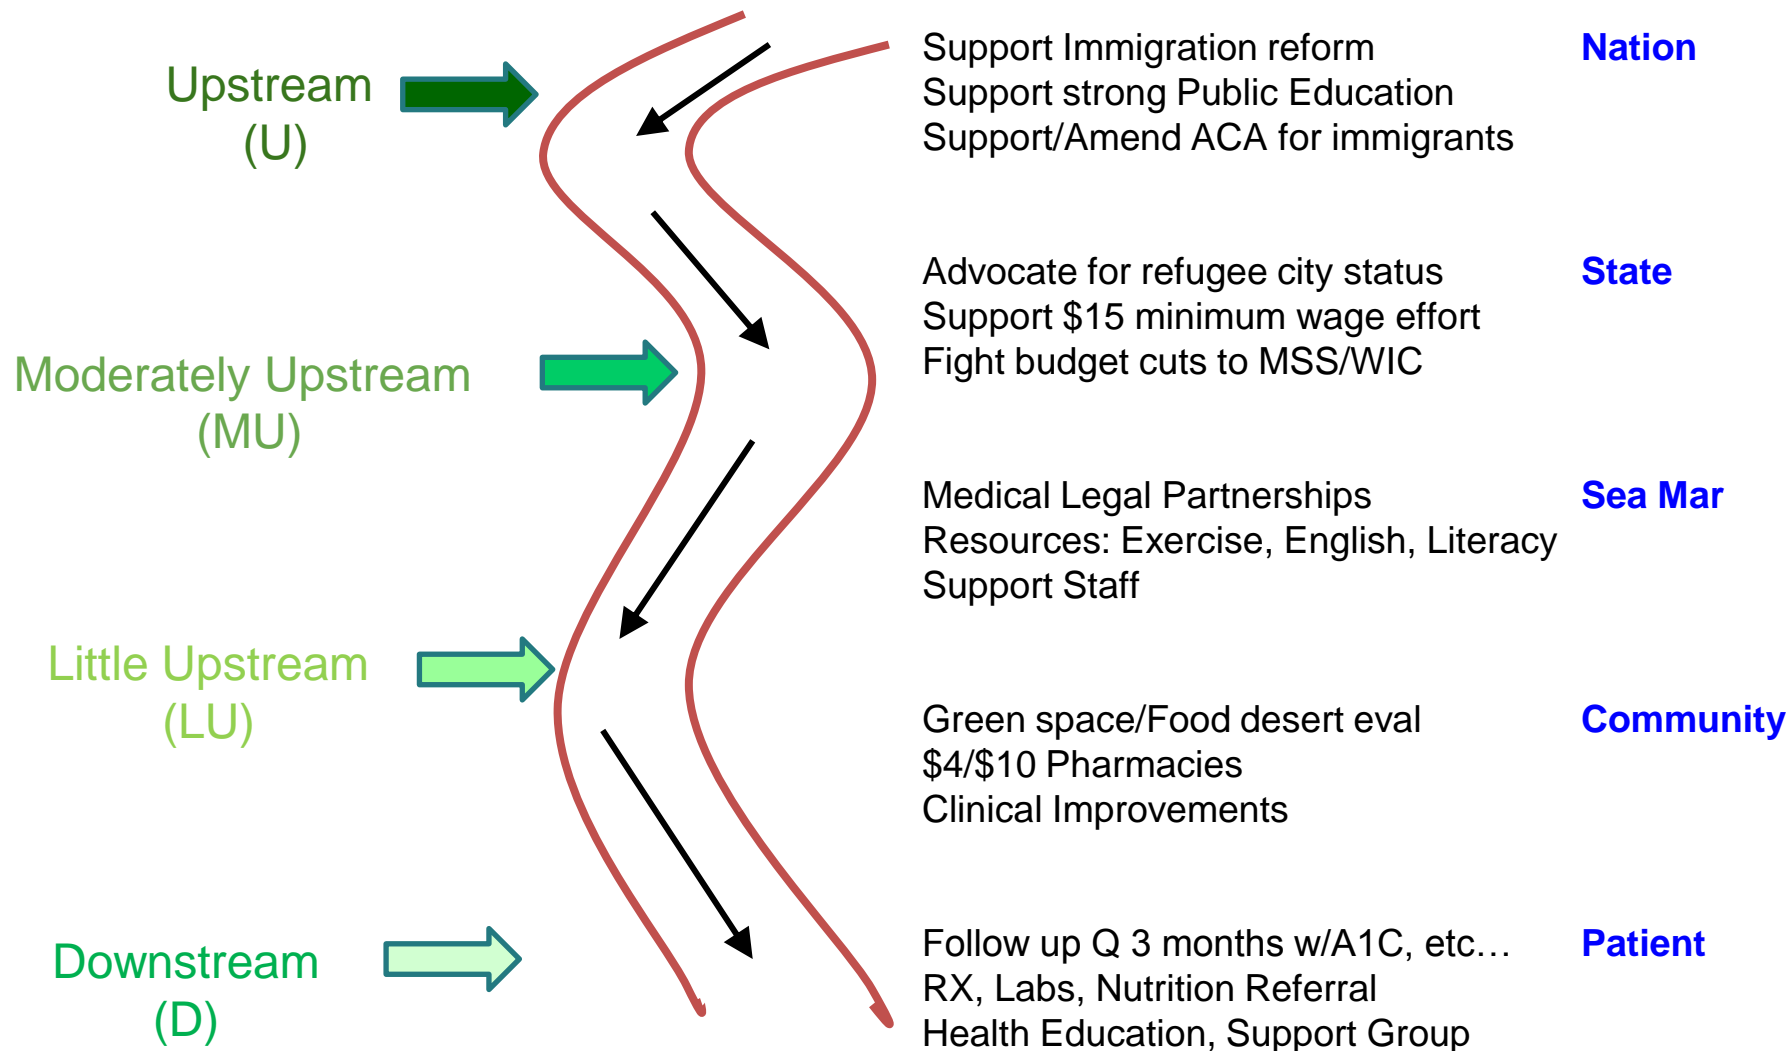 Upstream
(U)
Support Immigration reform
Support strong Public Education
Support/Amend ACA for immigrants
Nation
Moderately Upstream
(MU)
Advocate for refugee city status
Support $15 minimum wage effort
Fight budget cuts to MSS/WIC
State
Medical Legal Partnerships
Resources: Exercise, English, Literacy
Support Staff
Sea Mar
Little Upstream
(LU)
Green space/Food desert eval
$4/$10 Pharmacies
Clinical Improvements
Community
Downstream
(D)
Follow up Q 3 months w/A1C, etc…
RX, Labs, Nutrition Referral
Health Education, Support Group
Patient